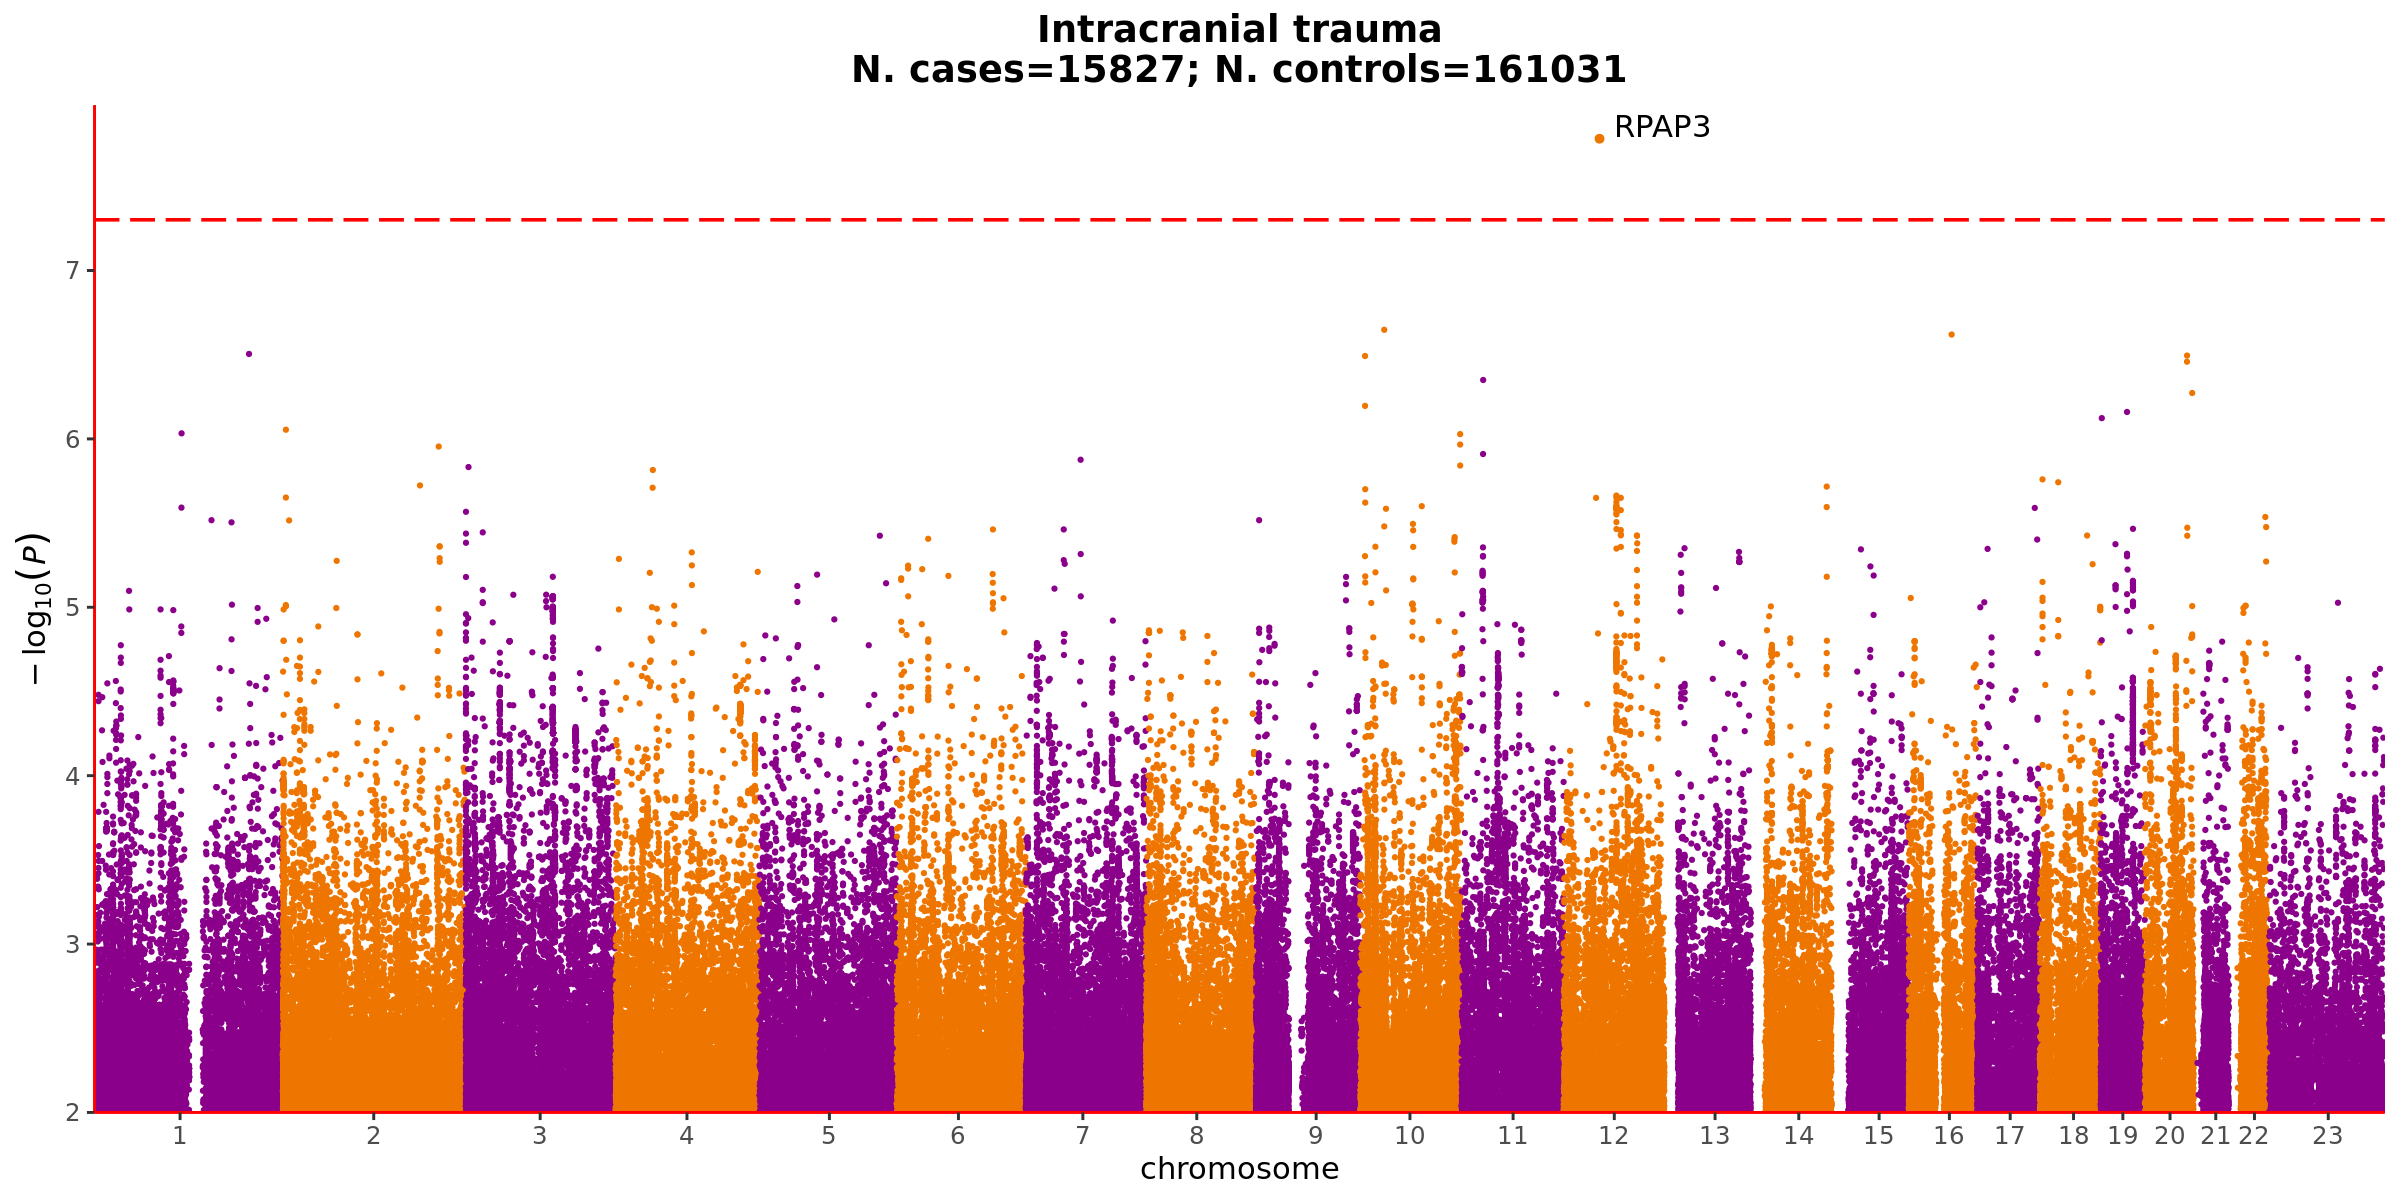 Intracranial trauma
N. cases=15827; N. controls=161031
RPAP3
7
6
5
4
3
2
−log10(P)
1 2 3 4 5 6 7 8 9 10 11 12 13 14 15 16 17 18 19 20 21 22 23
chromosome